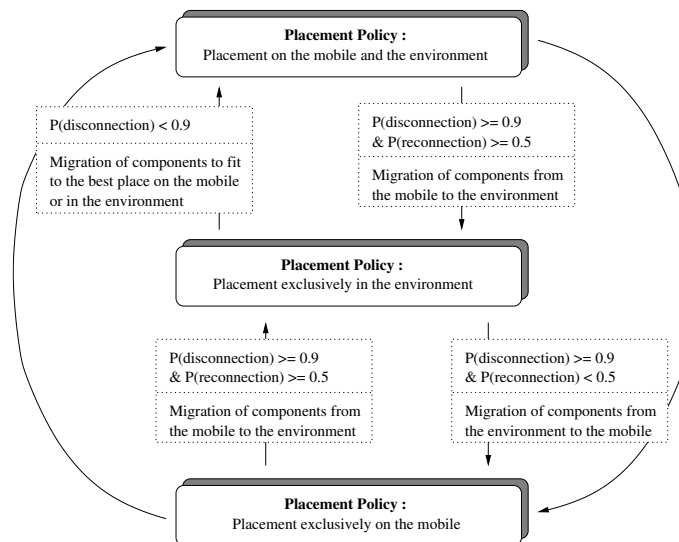 Placement Policy :
Placement on the mobile and the environment
P(disconnection) < 0.9
Migration of components to fit
to the best place on the mobile
or in the environment
P(disconnection) >= 0.9
& P(reconnection) >= 0.5
Migration of components from
the mobile to the environment
Placement Policy :
Placement exclusively in the environment
P(disconnection) >= 0.9
& P(reconnection) >= 0.5
Migration of components from
the mobile to the environment
P(disconnection) >= 0.9
& P(reconnection) < 0.5
Migration of components from
the environment to the mobile
Placement Policy :
Placement exclusively on the mobile